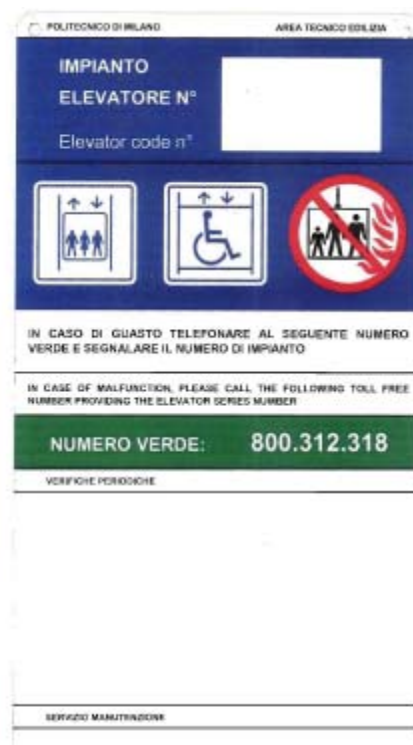 POLITECNICO DI MILANO AREA TECNICO EDILIZIA
IMPIANTO
ELEVATORE N°
Elevator code n°
IN CASO DI GUASTO TELEFONARE AL SEGUENTE NUMERO
VERDE E SEGNALARE IL NUMERO DI IMPIANTO
IN CASE OF MALFUNCTION, PLEASE CALL THE FOLLOWING TOLL FREE
NUMBER PROVIDING THE ELEVATOR SERIES NUMBER
NUMERO VERDE: 800.312.318
VERIFICHE PERIODICHE
SERVIZIO MANUTENZIONE